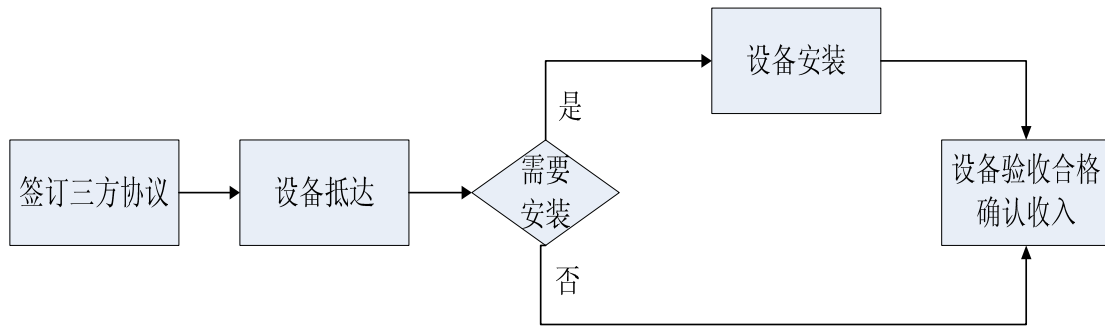 签订三方协议
设备抵达
需要
安装
是
设备安装
否
设备验收合格
确认收入